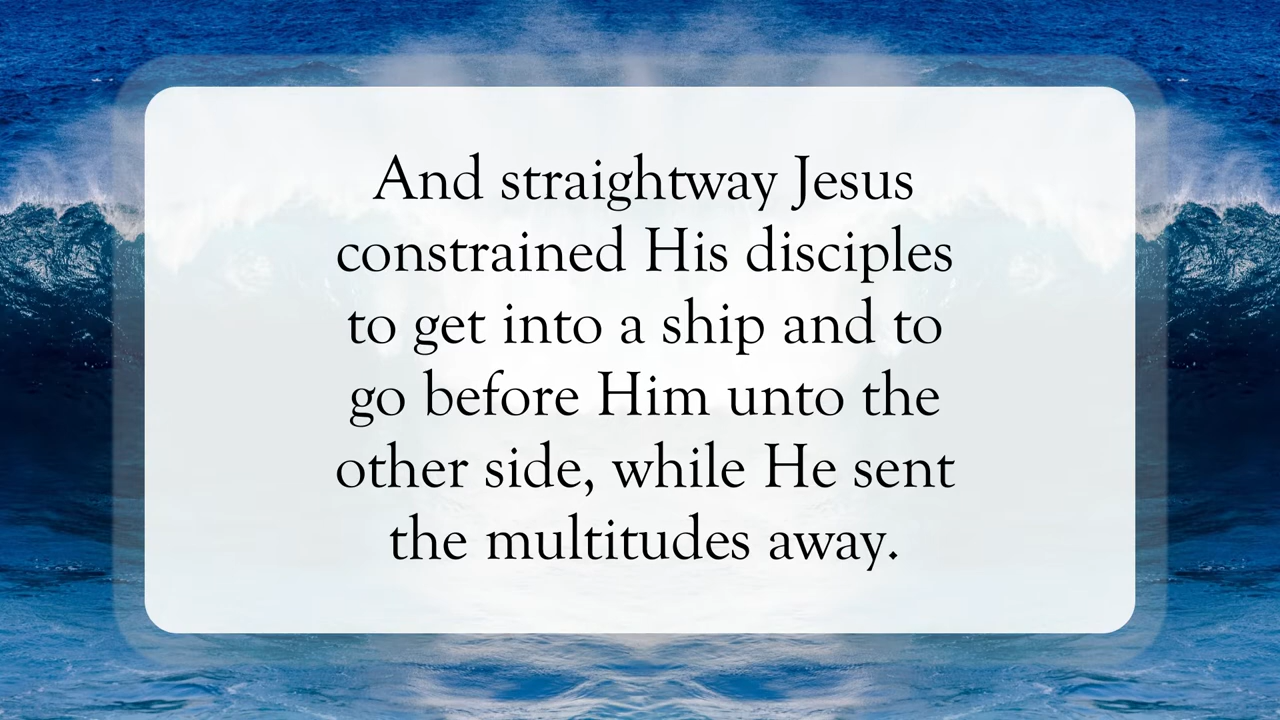 And straightway Jesus
constrained His disciples
to get into a ship and to
go before Him unto the
other side, while He sent
the multitudes away.